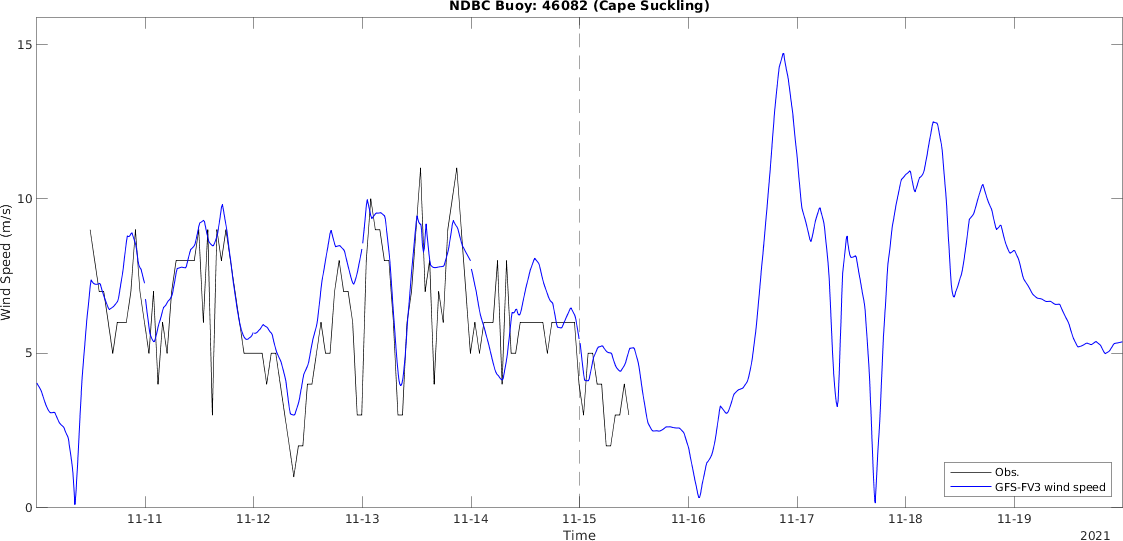 NDBC Buoy: 46082 (Cape Suckling)
Wind Speed (m/s)
15
10
5
0
11-11 11-12 11-13 11-14 11-15 11-16 11-17 11-18 11-19
Time
2021
Obs.
GFS-FV3 wind speed